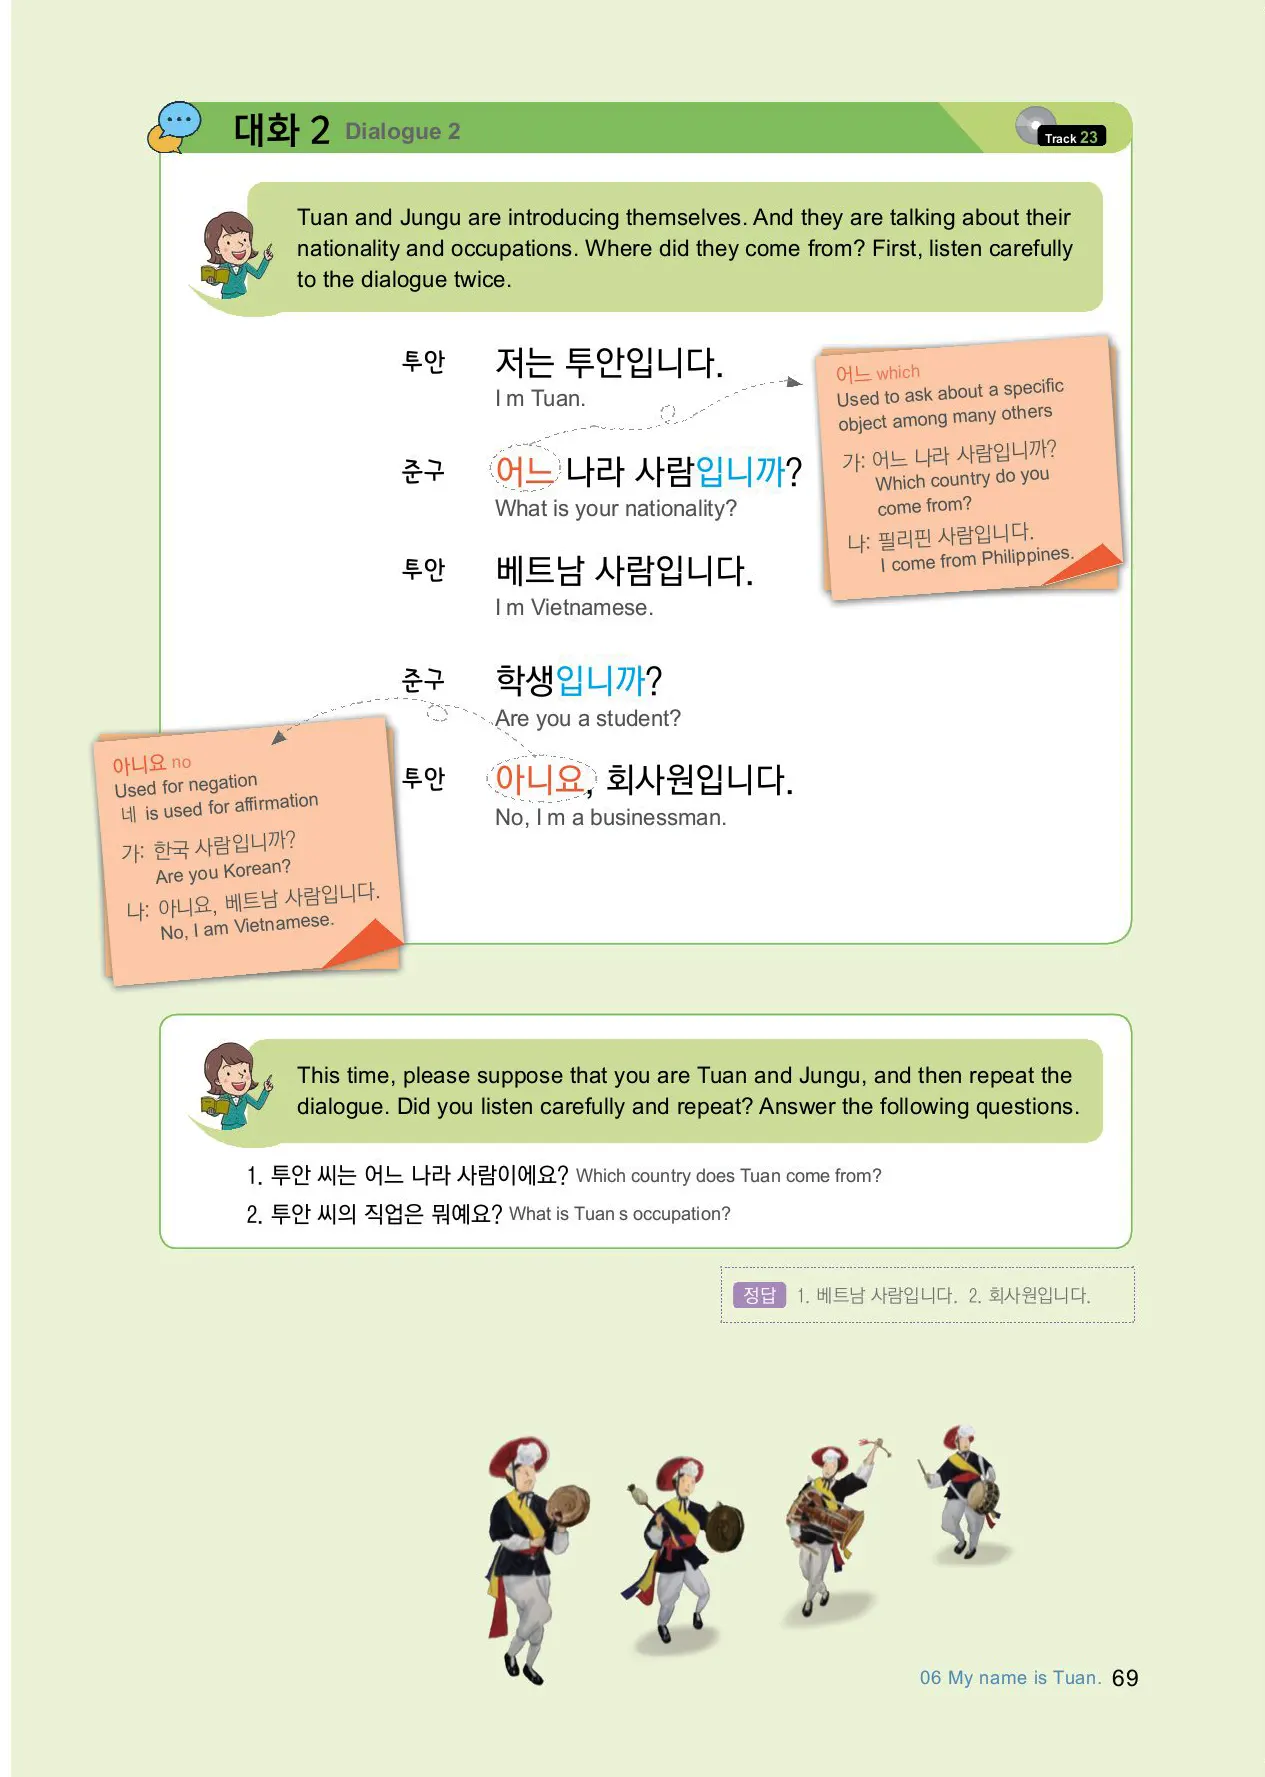 대화 2 Dialogue 2
Track 23
Tuan and Jungu are introducing themselves. And they are talking about their
nationality and occupations. Where did they come from? First, listen carefully
to the dialogue twice.
투안 저는 투안입니다.
I m Tuan.
준구 어느 나라 사람입니까?
What is your nationality?
투안 베트남 사람입니다.
I m Vietnamese.
준구 학생입니까?
Are you a student?
투안 아니요, 회사원입니다.
No, I m a businessman.
어느 which
Used to ask about a specific
object among many others
가: 어느 나라 사람입니까?
Which country do you
come from?
나: 필리핀 사람입니다.
I come from Philippines.
아니요 no
Used for negation
네 is used for affirmation
가: 한국 사람입니까?
Are you Korean?
나: 아니요, 베트남 사람입니다.
No, I am Vietnamese.
This time, please suppose that you are Tuan and Jungu, and then repeat the
dialogue. Did you listen carefully and repeat? Answer the following questions.
1. 투안 씨는 어느 나라 사람이에요? Which country does Tuan come from?
2. 투안 씨의 직업은 뭐예요? What is Tuan s occupation?
정답 1. 베트남 사람입니다. 2. 회사원입니다.
06 My name is Tuan. 69